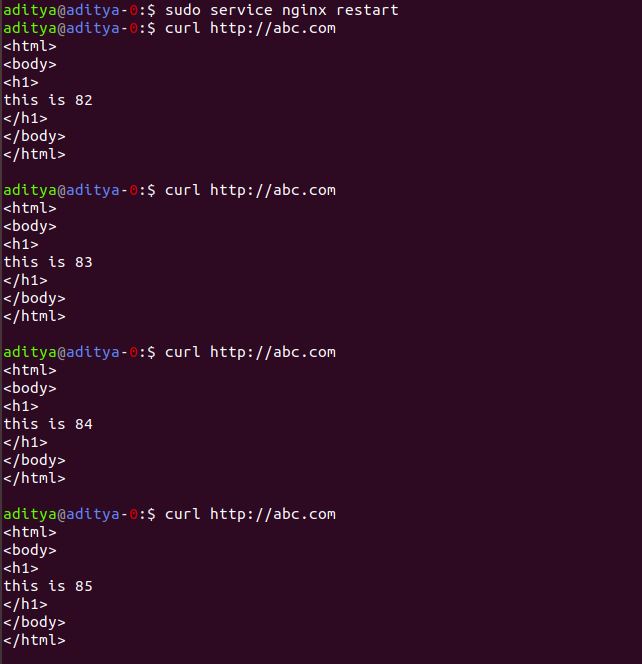 aditya@aditya-0:$ sudo service nginx restart
aditya@aditya-0:$ curl http://abc.com
<html>
<body>
<h1>
this is 82
</h1>
</body>
</html>

aditya@aditya-0:$ curl http://abc.com
<html>
<body>
<h1>
this is 83
</h1>
</body>
</html>

aditya@aditya-0:$ curl http://abc.com
<html>
<body>
<h1>
this is 84
</h1>
</body>
</html>

aditya@aditya-0:$ curl http://abc.com
<html>
<body>
<h1>
this is 85
</h1>
</body>
</html>